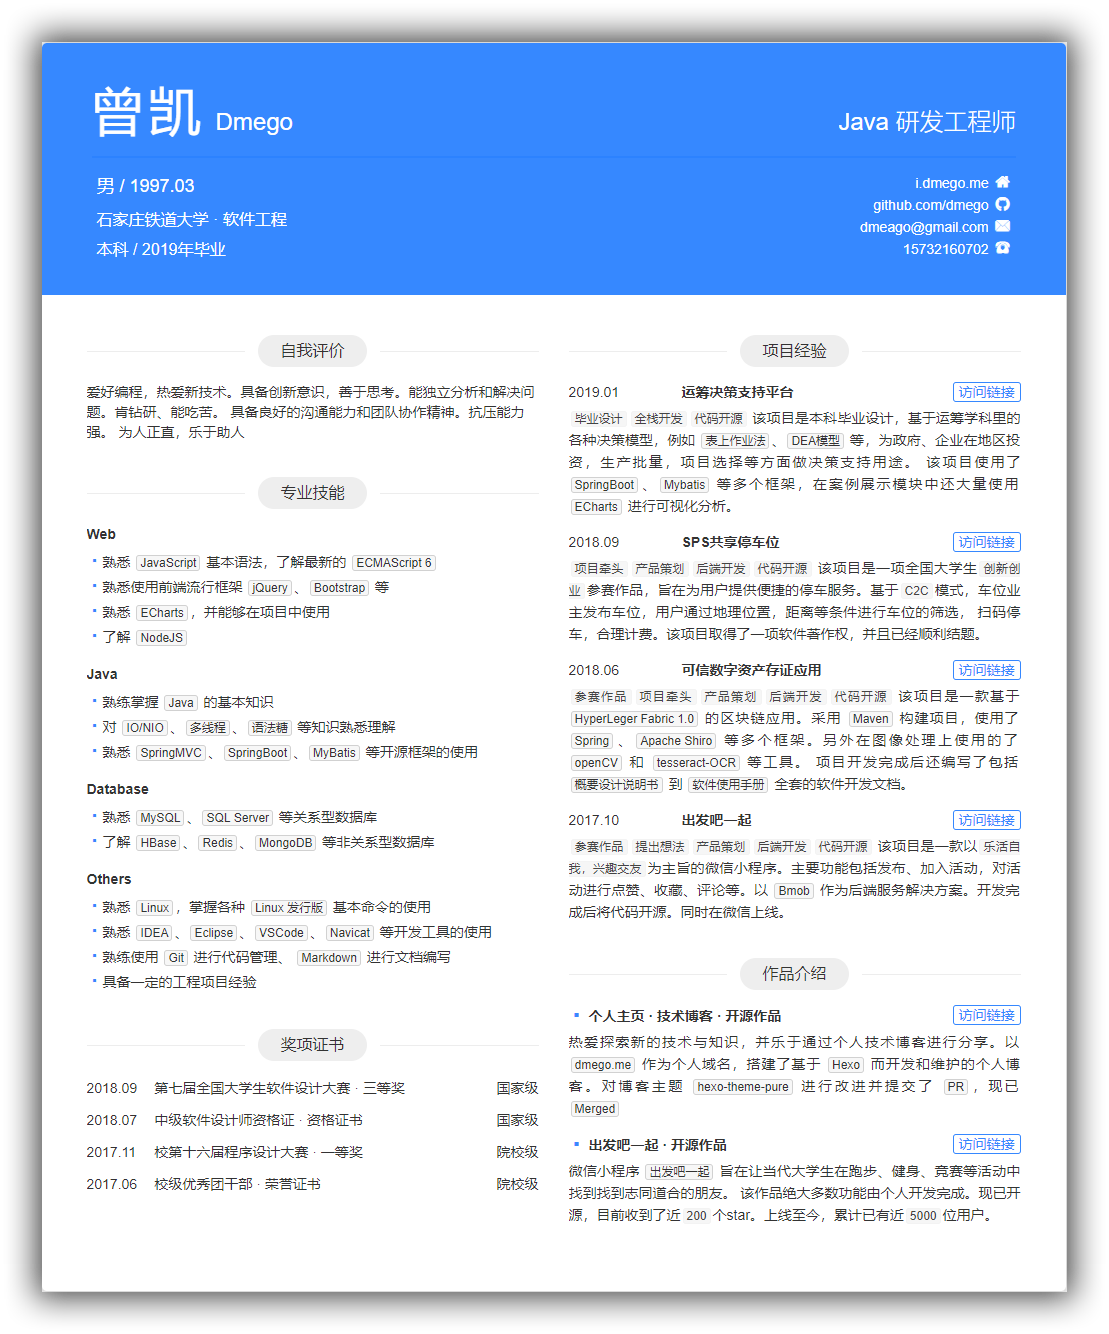 曾凯 Dmego
Java 研发工程师
男 / 1997.03
石家庄铁道大学 · 软件工程
本科 / 2019年毕业
i.dmego.me
github.com/dmego
dmeago@gmail.com
15732160702
自我评价
爱好编程，热爱新技术。具备创新意识，善于思考。能独立分析和解决问
题。肯钻研、能吃苦。 具备良好的沟通能力和团队协作精神。抗压能力
强。 为人正直，乐于助人
专业技能
Web
熟悉 JavaScript 基本语法，了解最新的 ECMAScript 6
熟悉使用前端流行框架 jQuery 、 Bootstrap 等
熟悉 ECharts ，并能够在项目中使用
了解 NodeJS
Java
熟练掌握 Java 的基本知识
对 IO/NIO 、 多线程 、 语法糖 等知识熟悉理解
熟悉 SpringMVC 、 SpringBoot 、 MyBatis 等开源框架的使用
Database
熟悉 MySQL 、 SQL Server 等关系型数据库
了解 HBase 、 Redis 、 MongoDB 等非关系型数据库
Others
熟悉 Linux ，掌握各种 Linux 发行版 基本命令的使用
熟悉 IDEA 、 Eclipse 、 VSCode 、 Navicat 等开发工具的使用
熟练使用 Git 进行代码管理、 Markdown 进行文档编写
具备一定的工程项目经验
奖项证书
2018.09 第七届全国大学生软件设计大赛 · 三等奖 国家级
2018.07 中级软件设计师资格证 · 资格证书 国家级
2017.11 校第十六届程序设计大赛 · 一等奖 院校级
2017.06 校级优秀团干部 · 荣誉证书 院校级
项目经验
2019.01 运筹决策支持平台 访问链接
毕业设计 全栈开发 代码开源 该项目是本科毕业设计，基于运筹学科里的
各种决策模型，例如 表上作业法 、 DEA模型 等，为政府、企业在地区投
资，生产批量，项目选择等方面做决策支持用途。 该项目使用了
SpringBoot 、 Mybatis 等多个框架，在案例展示模块中还大量使用
ECharts 进行可视化分析。
2018.09 SPS共享停车位 访问链接
项目牵头 产品策划 后端开发 代码开源 该项目是一项全国大学生 创新创
业 参赛作品，旨在为用户提供便捷的停车服务。基于 C2C 模式，车位业
主发布车位，用户通过地理位置，距离等条件进行车位的筛选， 扫码停
车，合理计费。该项目取得了一项软件著作权，并且已经顺利结题。
2018.06 可信数字资产存证应用 访问链接
参赛作品 项目牵头 产品策划 后端开发 代码开源 该项目是一款基于
HyperLeger Fabric 1.0 的区块链应用。采用 Maven 构建项目，使用了
Spring 、 Apache Shiro 等多个框架。另外在图像处理上使用的了
openCV 和 tesseract-OCR 等工具。 项目开发完成后还编写了包括
概要设计说明书 到 软件使用手册 全套的软件开发文档。
2017.10 出发吧一起 访问链接
参赛作品 提出想法 产品策划 后端开发 代码开源 该项目是一款以 乐活自
我，兴趣交友 为主旨的微信小程序。主要功能包括发布、加入活动，对活
动进行点赞、收藏、评论等。以 Bmob 作为后端服务解决方案。开发完
成后将代码开源。同时在微信上线。
作品介绍
个人主页 · 技术博客 · 开源作品 访问链接
热爱探索新的技术与知识，并乐于通过个人技术博客进行分享。以
dmego.me 作为个人域名，搭建了基于 Hexo 而开发和维护的个人博
客。对博客主题 hexo-theme-pure 进行改进并提交了 PR ，现已
Merged
出发吧一起 · 开源作品 访问链接
微信小程序 出发吧一起 旨在让当代大学生在跑步、健身、竞赛等活动中
找到找到志同道合的朋友。 该作品绝大多数功能由个人开发完成。现已开
源，目前收到了近 200 个star。上线至今，累计已有近 5000 位用户。